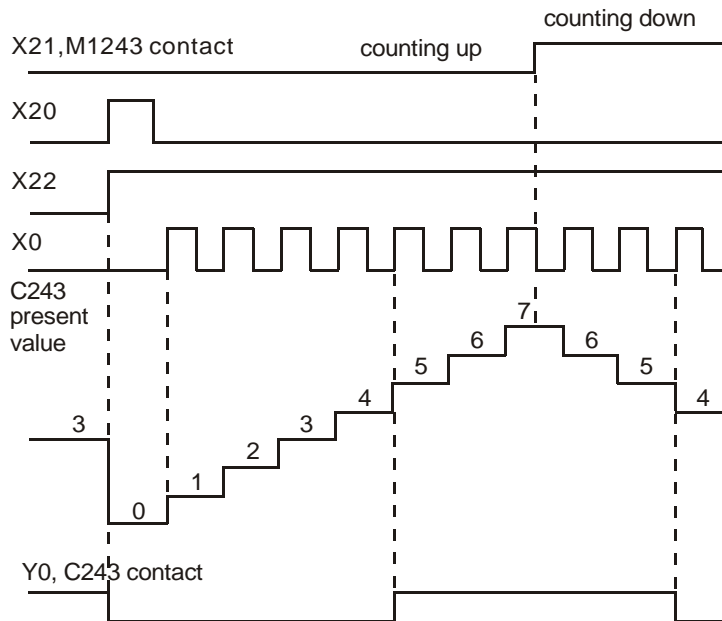 counting down
X21,M1243 contact
counting up
X20
X22
X0
C243
present
value
7
6
6
5
5
4
4
3
3
2
1
0
Y0, C243 contact